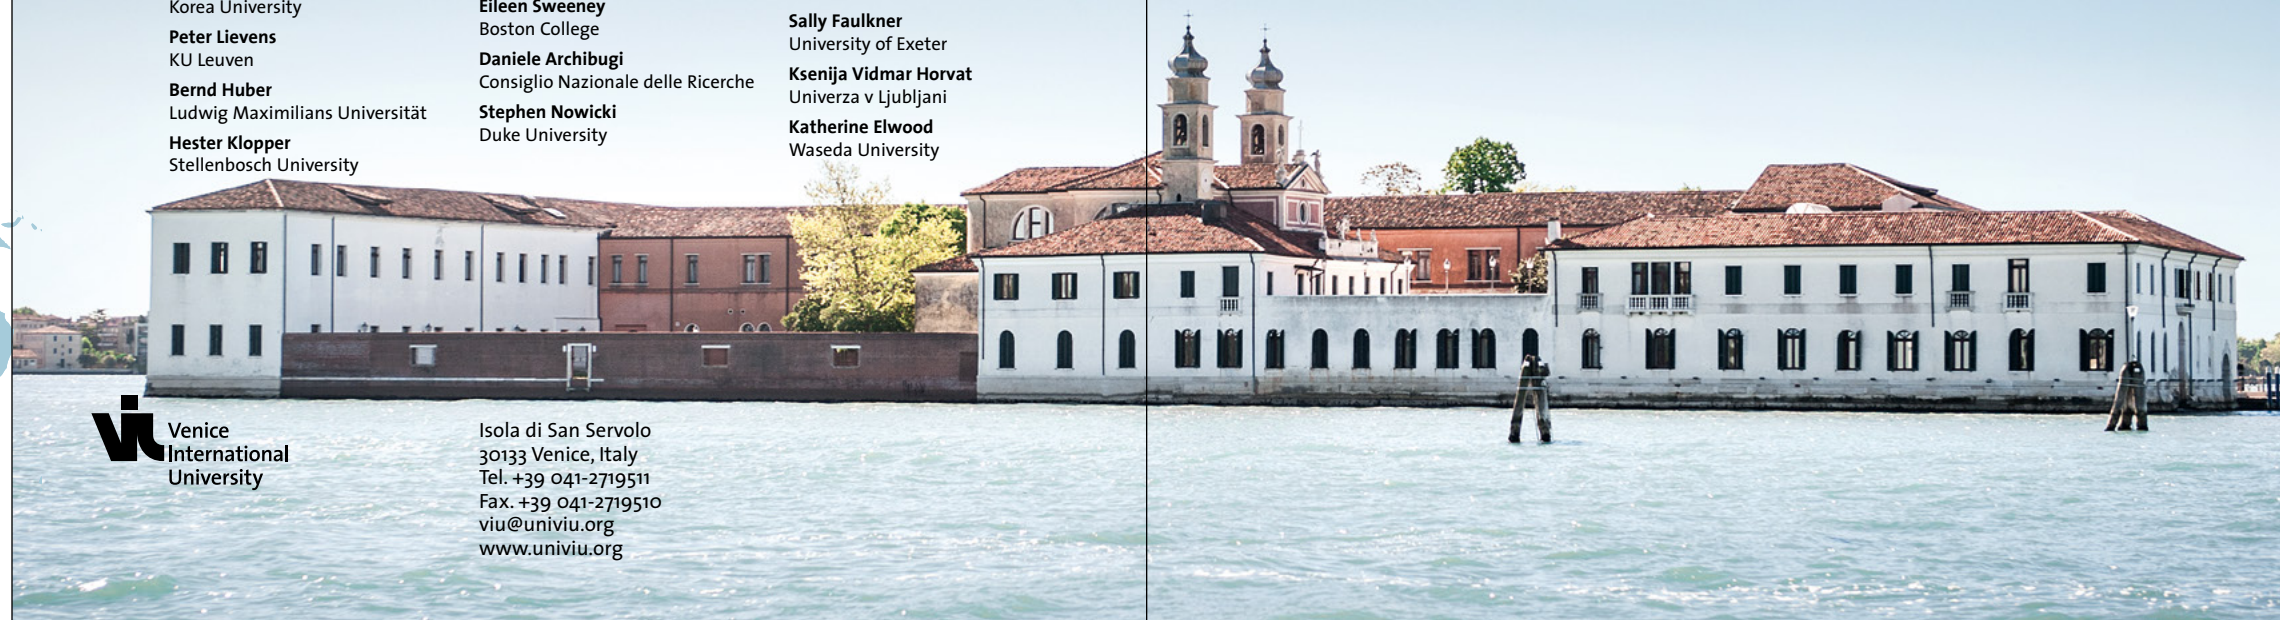 Korea University
Peter Lievens
KU Leuven
Bernd Huber
Ludwig Maximilians Universität
Hester Klopper
Stellenbosch University
Eileen Sweeney
Boston College
Daniele Archibugi
Consiglio Nazionale delle Ricerche
Stephen Nowicki
Duke University
Sally Faulkner
University of Exeter
Ksenija Vidmar Horvat
Univerza v Ljubljani
Katherine Elwood
Waseda University
Venice
International
University
Isola di San Servolo
30133 Venice, Italy
Tel. +39 041-2719511
Fax. +39 041-2719510
viu@univiu.org
www.univiu.org